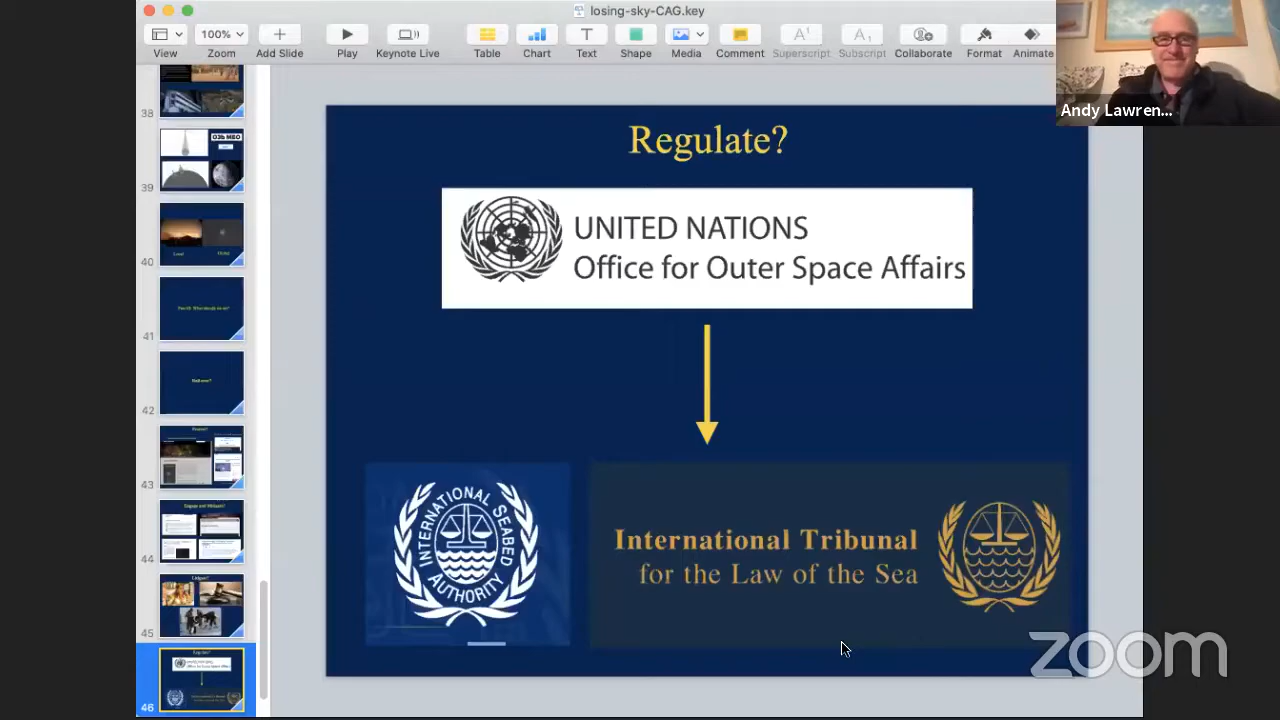 losing-sky-CAG.key
100%
View
Zoom
Add Slide
Play
Keynote Live
Table
Chart
Text
Shape
Media
Comment
Superscript
Subscript
Collaborate
Format
Animate
Andy Lawren...
38
39
40
41
42
43
44
45
46
Regulate?
UNITED NATIONS
Office for Outer Space Affairs
INTERNATIONAL SEABED
AUTHORITY
International Tribunal
for the Law of the Sea
zoom